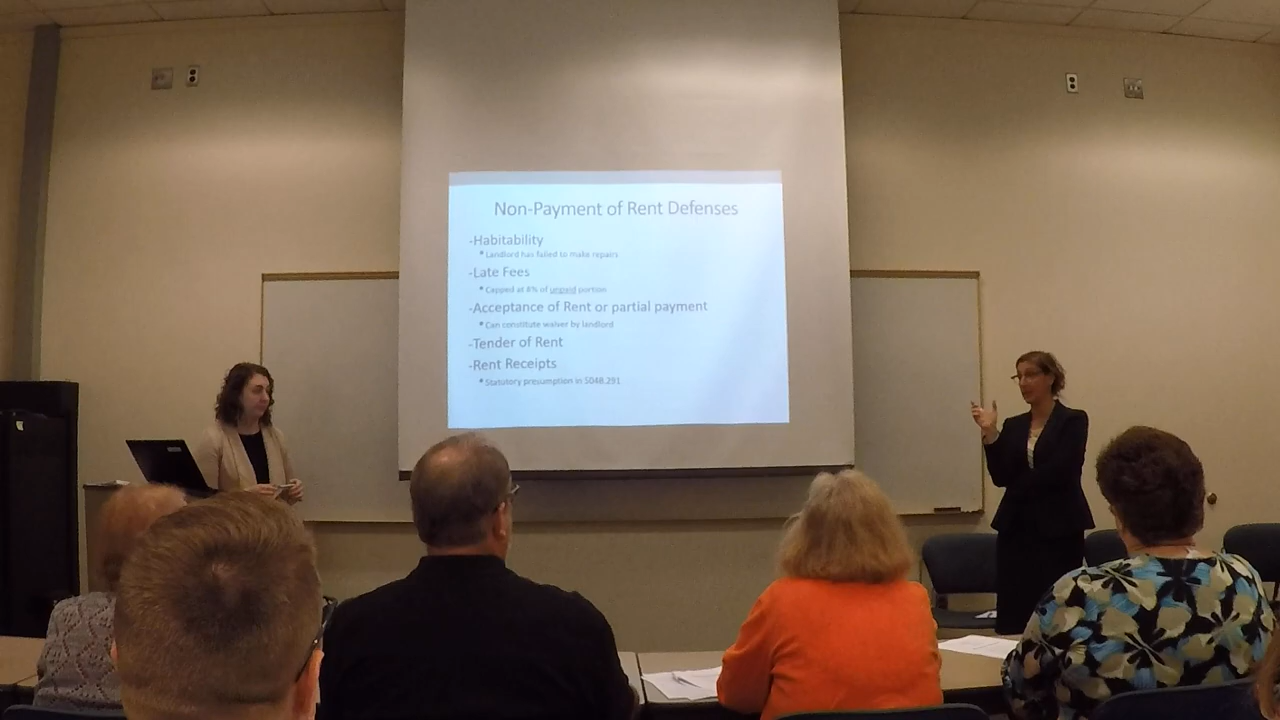 Non-Payment of Rent Defenses
-Habitability
▪ Landlord has failed to make repairs
-Late Fees
▪ Capped at 8% of unpaid portion
-Acceptance of Rent or partial payment
▪ Can constitute waiver by landlord
-Tender of Rent
-Rent Receipts
▪ Statutory presumption in 504B.291